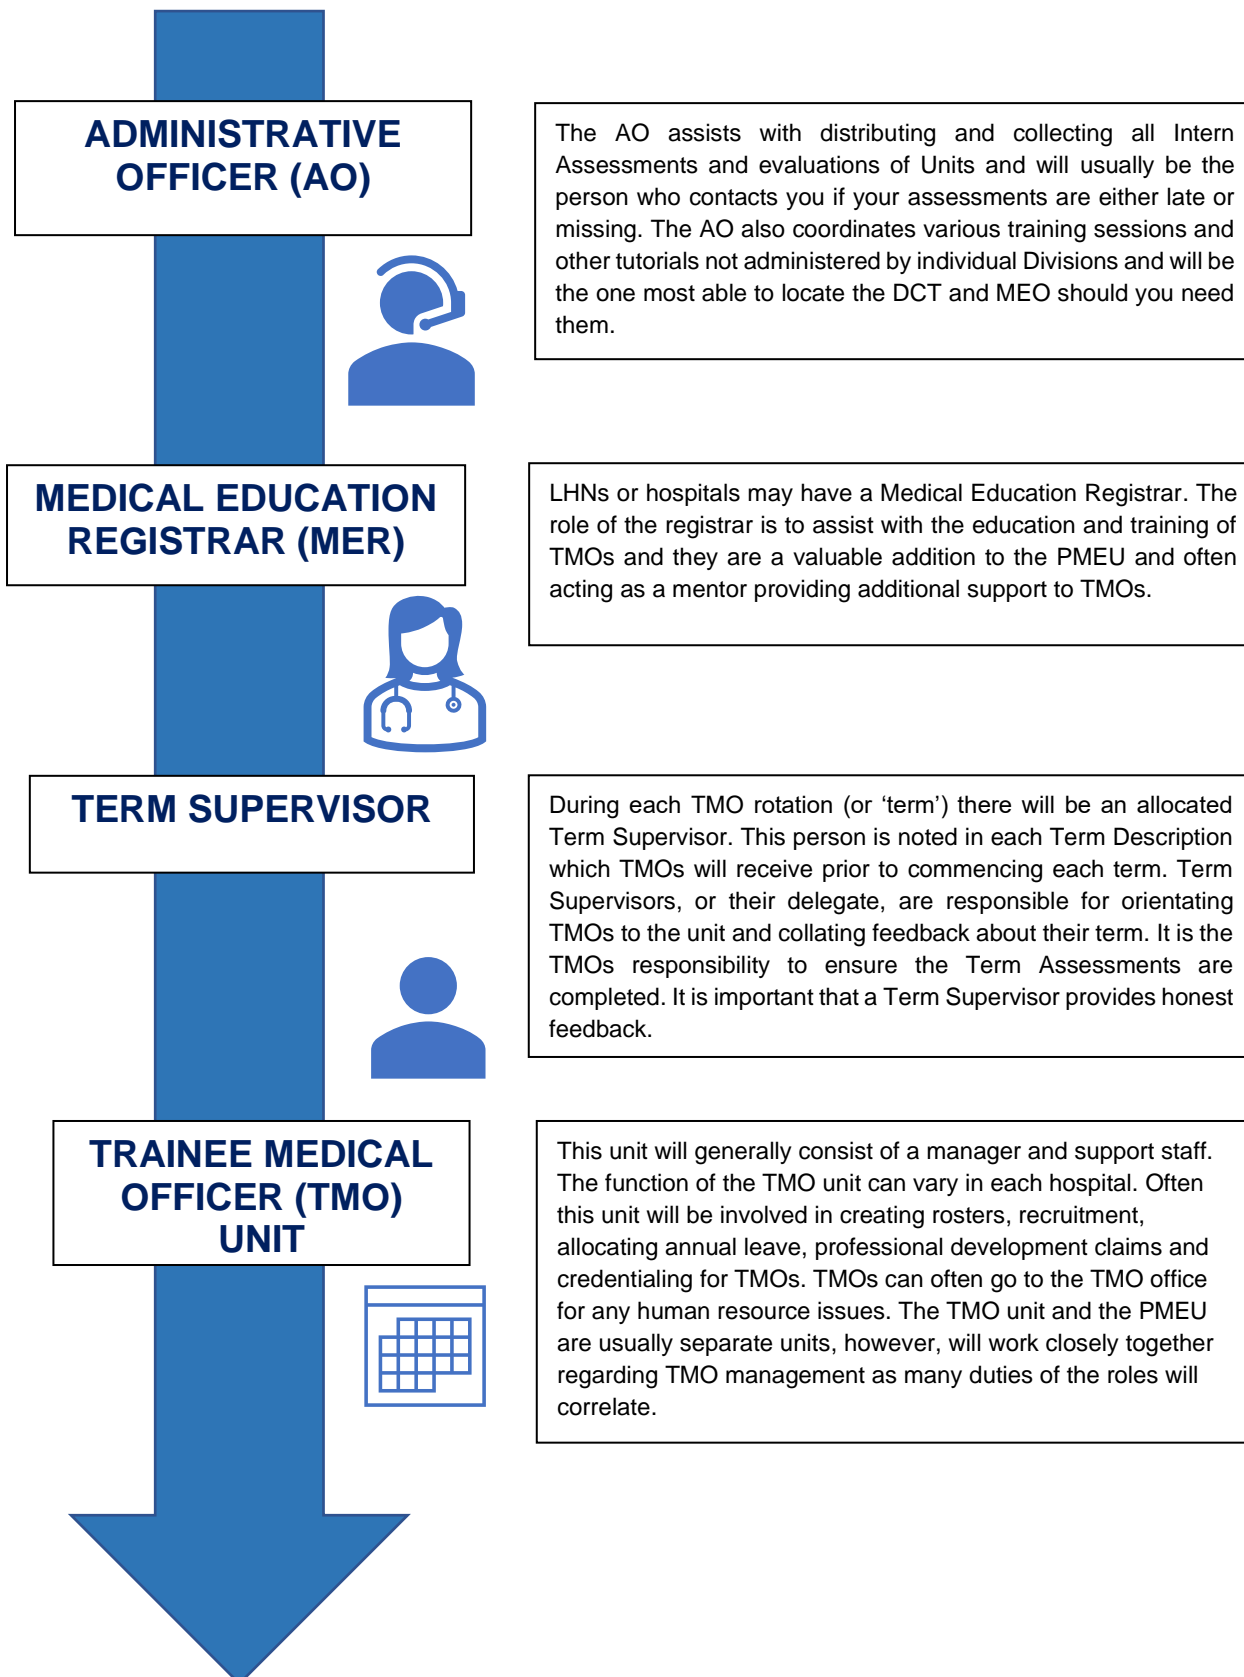 ADMINISTRATIVE
OFFICER (AO)
The AO assists with distributing and collecting all Intern
Assessments and evaluations of Units and will usually be the
person who contacts you if your assessments are either late or
missing. The AO also coordinates various training sessions and
other tutorials not administered by individual Divisions and will be
the one most able to locate the DCT and MEO should you need
them.
MEDICAL EDUCATION
REGISTRAR (MER)
LHNs or hospitals may have a Medical Education Registrar. The
role of the registrar is to assist with the education and training of
TMOs and they are a valuable addition to the PMEU and often
acting as a mentor providing additional support to TMOs.
TERM SUPERVISOR
During each TMO rotation (or ‘term’) there will be an allocated
Term Supervisor. This person is noted in each Term Description
which TMOs will receive prior to commencing each term. Term
Supervisors, or their delegate, are responsible for orientating
TMOs to the unit and collating feedback about their term. It is the
TMOs responsibility to ensure the Term Assessments are
completed. It is important that a Term Supervisor provides honest
feedback.
TRAINEE MEDICAL
OFFICER (TMO)
UNIT
This unit will generally consist of a manager and support staff.
The function of the TMO unit can vary in each hospital. Often
this unit will be involved in creating rosters, recruitment,
allocating annual leave, professional development claims and
credentialing for TMOs. TMOs can often go to the TMO office
for any human resource issues. The TMO unit and the PMEU
are usually separate units, however, will work closely together
regarding TMO management as many duties of the roles will
correlate.